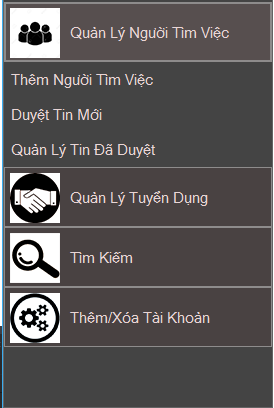 Quản Lý Người Tìm Việc
Thêm Người Tìm Việc
Duyệt Tin Mới
Quản Lý Tin Đã Duyệt
Quản Lý Tuyển Dụng
Tìm Kiếm
Thêm/Xóa Tài Khoản